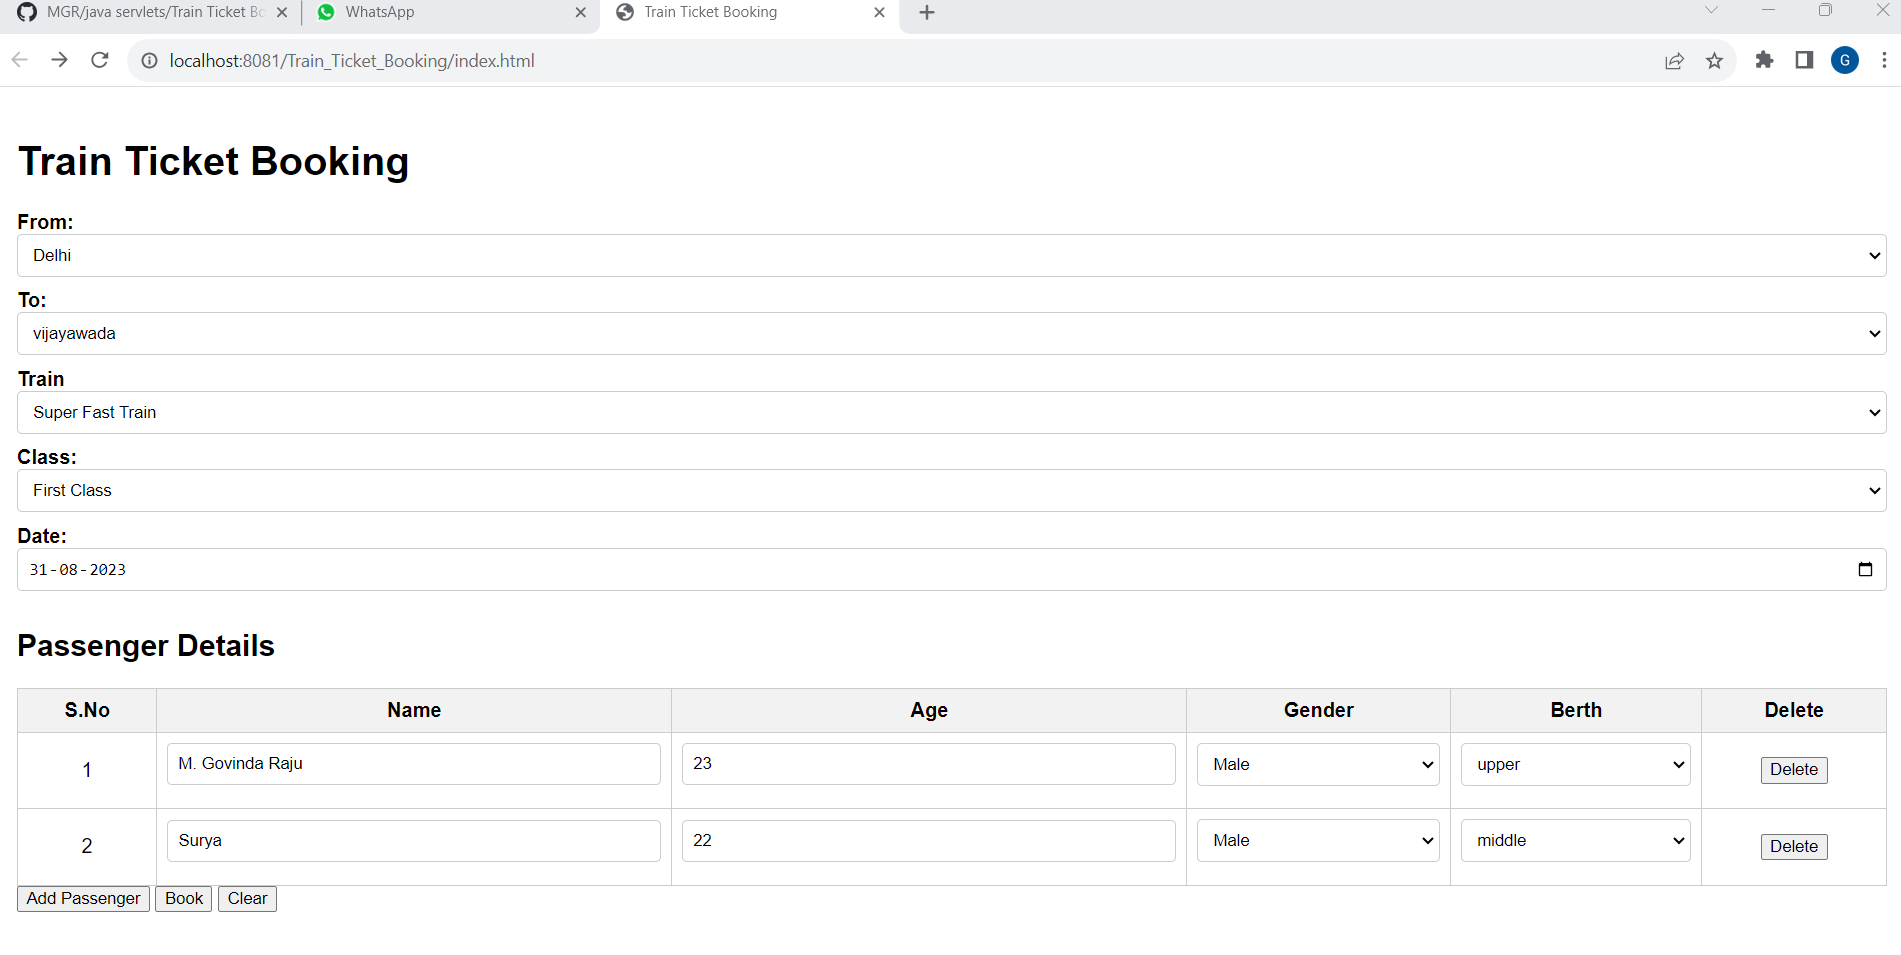 MGR/java servlets/Train Ticket Bo
WhatsApp
Train Ticket Booking
localhost:8081/Train_Ticket_Booking/index.html
G
Train Ticket Booking
From:
Delhi
To:
vijayawada
Train
Super Fast Train
Class:
First Class
Date:
31-08-2023
Passenger Details
S.No Name Age Gender Berth Delete
1 M. Govinda Raju 23 Male upper Delete
2 Surya 22 Male middle Delete
Add Passenger Book Clear